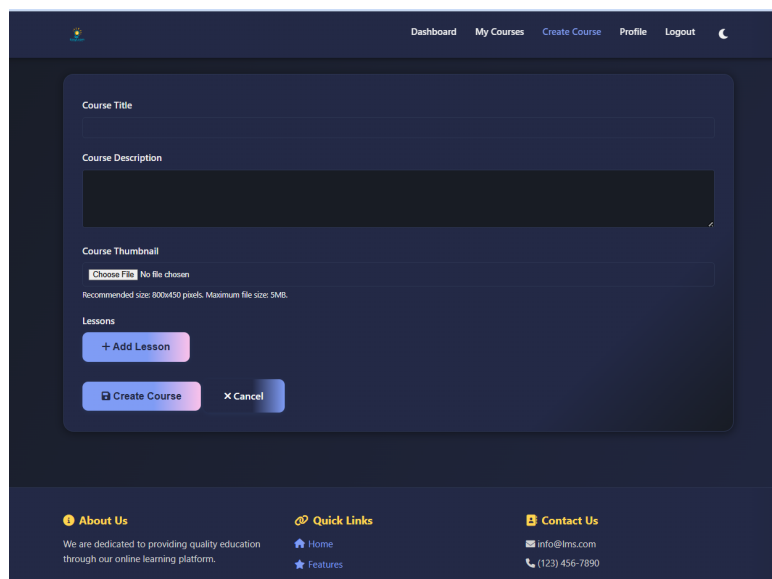 Dashboard My Courses Create Course Profile Logout
Course Title
Course Description
Course Thumbnail
Choose File No file chosen
Recommended size: 800x450 pixels. Maximum file size: 5MB.
Lessons
+ Add Lesson
Create Course × Cancel
About Us
We are dedicated to providing quality education
through our online learning platform.
Quick Links
Home
Features
Contact Us
info@lms.com
(123) 456-7890